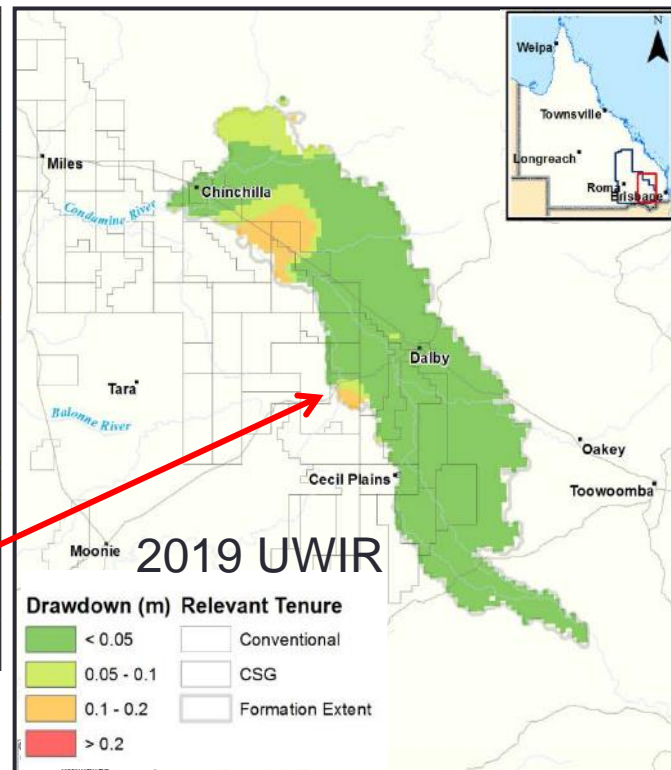 N
Weipa
Townsville
Longreach
Roma
Brisbane
Miles
Chinchilla
Condamine River
Dalby
Tara
Balonne River
Oakey
Cecil Plains
Toowoomba
Moonie
2019 UWIR
Drawdown (m) Relevant Tenure
< 0.05 Conventional
0.05 - 0.1 CSG
0.1 - 0.2 Formation Extent
> 0.2